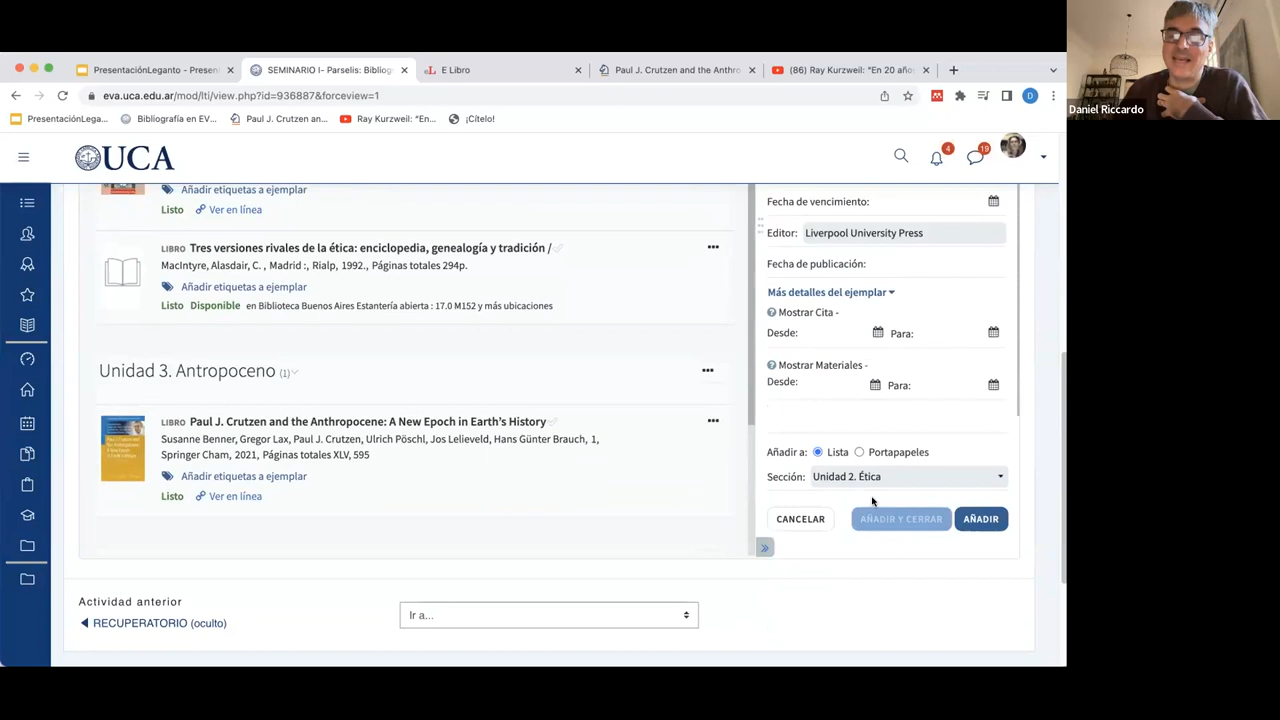 PresentaciónLeganto - Presen
SEMINARIO I- Parselis: Bibliog
E Libro
Paul J. Crutzen and the Anthro
(86) Ray Kurzweil: "En 20 años
eva.uca.edu.ar/mod/lti/view.php?id=936887&forceview=1
D
PresentaciónLega...
Bibliografía en EV...
Paul J. Crutzen an...
Ray Kurzweil: "En...
¡Cítelo!
Daniel Riccardo
UCA
4
19
Añadir etiquetas a ejemplar
Listo Ver en línea
LIBRO Tres versiones rivales de la ética: enciclopedia, genealogía y tradición /
MacIntyre, Alasdair, C. , Madrid :, Rialp, 1992., Páginas totales 294p.
Añadir etiquetas a ejemplar
Listo Disponible en Biblioteca Buenos Aires Estantería abierta : 17.0 M152 y más ubicaciones
Unidad 3. Antropoceno (1)
LIBRO Paul J. Crutzen and the Anthropocene: A New Epoch in Earth's History
Susanne Benner, Gregor Lax, Paul J. Crutzen, Ulrich Pöschl, Jos Lelieveld, Hans Günter Brauch, 1,
Springer Cham, 2021, Páginas totales XLV, 595
Añadir etiquetas a ejemplar
Listo Ver en línea
Fecha de vencimiento:
Editor: Liverpool University Press
Fecha de publicación:
Más detalles del ejemplar
Mostrar Cita -
Desde: Para:
Mostrar Materiales -
Desde: Para:
Añadir a: Lista Portapapeles
Sección: Unidad 2. Ética
CANCELAR AÑADIR Y CERRAR AÑADIR
Actividad anterior
RECUPERATORIO (oculto)
Ir a...